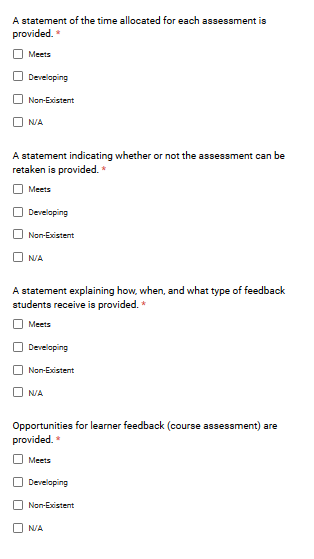 A statement of the time allocated for each assessment is
provided. *
Meets
Developing
Non-Existent
N/A
A statement indicating whether or not the assessment can be
retaken is provided. *
Meets
Developing
Non-Existent
N/A
A statement explaining how, when, and what type of feedback
students receive is provided. *
Meets
Developing
Non-Existent
N/A
Opportunities for learner feedback (course assessment) are
provided. *
Meets
Developing
Non-Existent
N/A